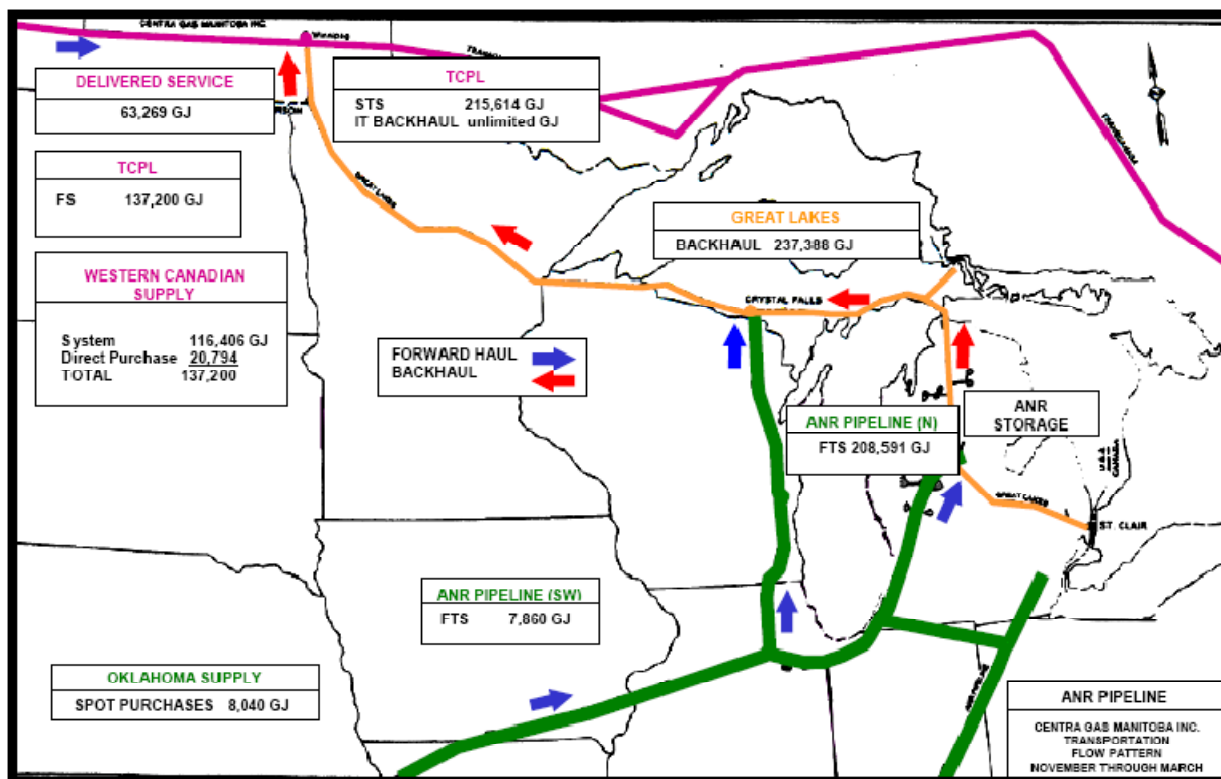 CENTRA GAS MANITOBA INC.
WINNIPEG
DELIVERED SERVICE
63,269 GJ
TCPL
STS 215,614 GJ
IT BACKHAUL unlimited GJ
TCPL
FS 137,200 GJ
GREAT LAKES
TRANSCANADA
GREAT LAKES
BACKHAUL 237,388 GJ
WESTERN CANADIAN
SUPPLY
System 116,406 GJ
Direct Purchase 20,794
TOTAL 137,200
CRYSTAL FALLS
FORWARD HAUL
BACKHAUL
ANR PIPELINE (N)
FTS 208,591 GJ
ANR
STORAGE
GREAT LAKES
ST. CLAIR
ANR PIPELINE (SW)
FTS 7,860 GJ
OKLAHOMA SUPPLY
SPOT PURCHASES 8,040 GJ
ANR PIPELINE
ANR PIPELINE
CENTRA GAS MANITOBA INC.
TRANSPORTATION
FLOW PATTERN
NOVEMBER THROUGH MARCH